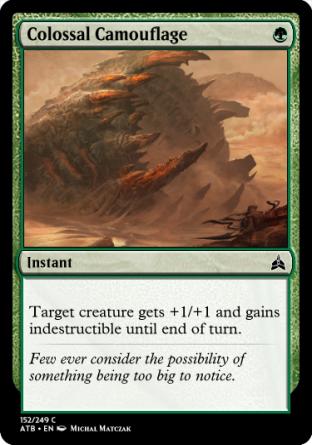 Colossal Camouflage
Instant
Target creature gets +1/+1 and gains
indestructible until end of turn.
Few ever consider the possibility of
something being too big to notice.
152/249 C
ATB • EN Michal Matczak